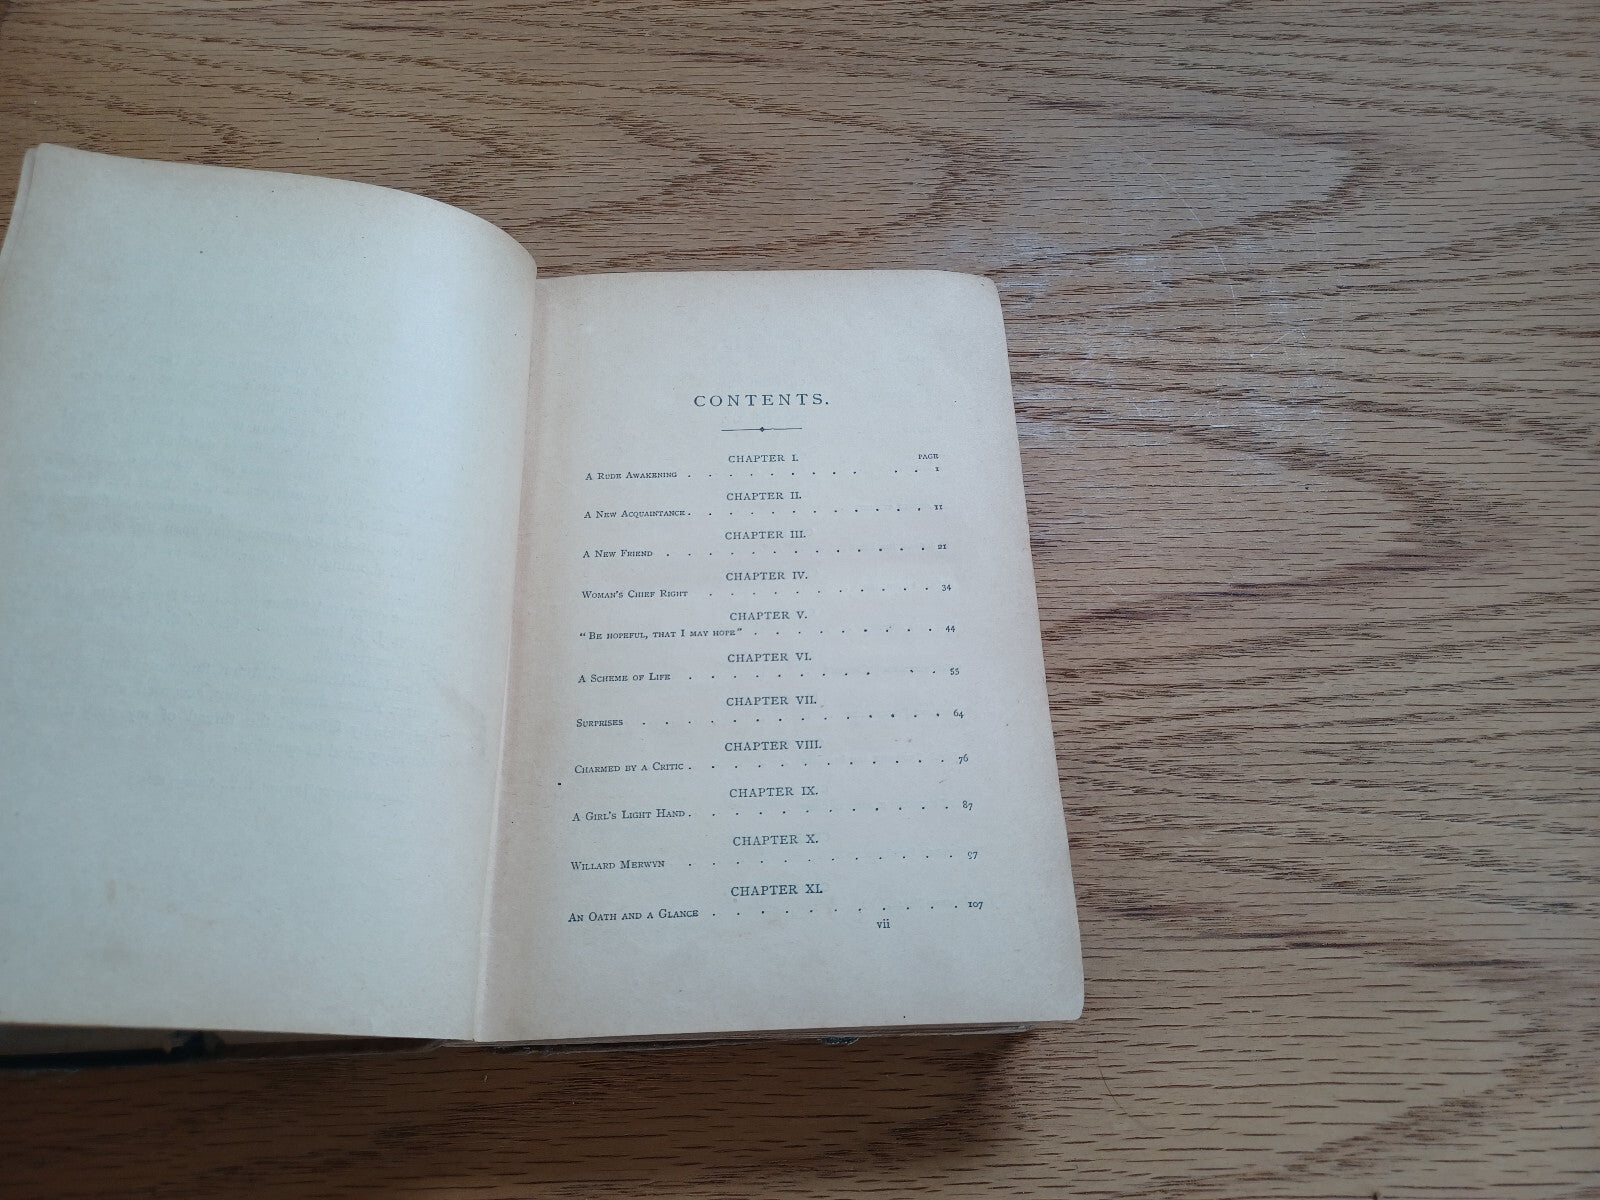 CONTENTS.
CHAPTER I. PAGE
A Rude Awakening . . . . . . . . . . 1
CHAPTER II.
A New Acquaintance . . . . . . . . . . 11
CHAPTER III.
A New Friend . . . . . . . . . . . . 21
CHAPTER IV.
Woman's Chief Right . . . . . . . . . . 34
CHAPTER V.
"Be hopeful, that I may hope" . . . . . . . . 44
CHAPTER VI.
A Scheme of Life . . . . . . . . . . 55
CHAPTER VII.
Surprises . . . . . . . . . . . . . 64
CHAPTER VIII.
Charmed by a Critic . . . . . . . . . . . 76
CHAPTER IX.
A Girl's Light Hand . . . . . . . . . . . 87
CHAPTER X.
Willard Merwyn . . . . . . . . . . . . 97
CHAPTER XI.
An Oath and a Glance . . . . . . . . . . . 107
vii